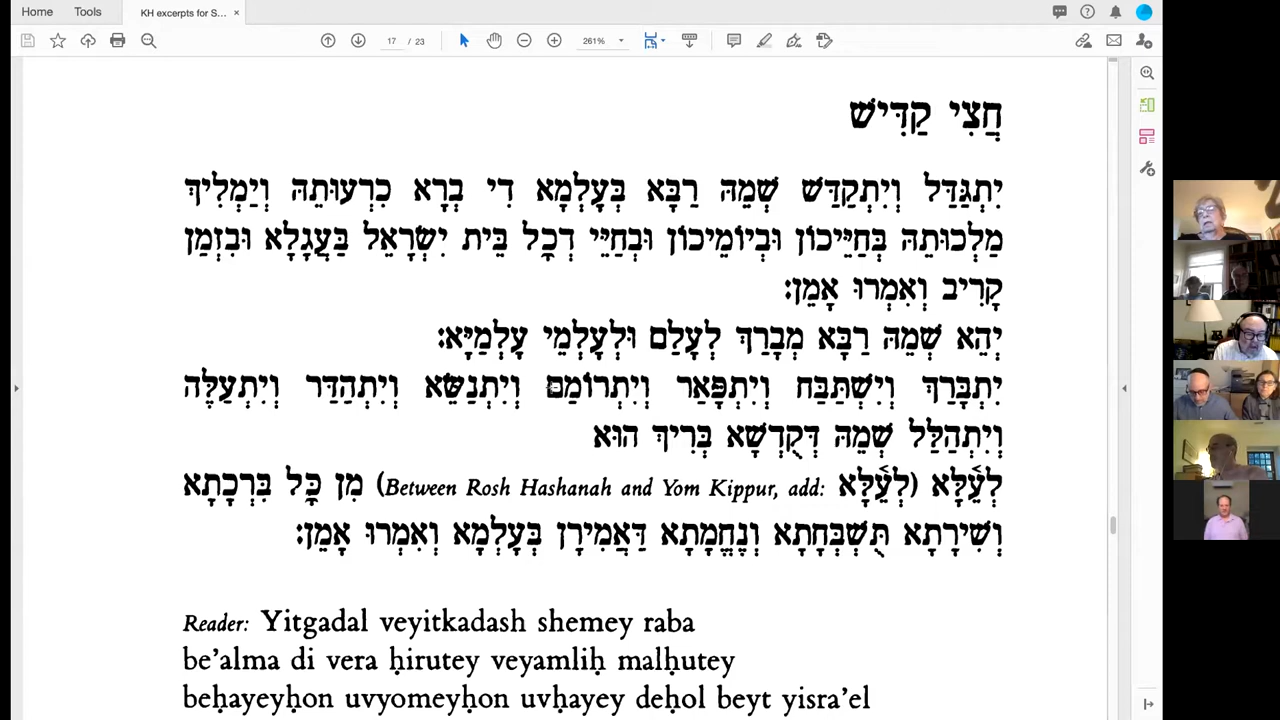 Home Tools KH excerpts for S... ×
17 / 23 261%
חֲצִי קַדִּישׁ
יִתְגַּדַּל וְיִתְקַדַּשׁ שְׁמֵהּ רַבָּא בְּעָלְמָא דִּי בְרָא כִרְעוּתֵהּ וְיַמְלִיךְ
מַלְכוּתֵהּ בְּחַיֵּיכוֹן וּבְיוֹמֵיכוֹן וּבְחַיֵּי דְכָל בֵּית יִשְׂרָאֵל בַּעֲגָלָא וּבִזְמַן
קָרִיב וְאִמְרוּ אָמֵן:
יְהֵא שְׁמֵהּ רַבָּא מְבָרַךְ לְעָלַם וּלְעָלְמֵי עָלְמַיָּא:
יִתְבָּרַךְ וְיִשְׁתַּבַּח וְיִתְפָּאַר וְיִתְרוֹמַם וְיִתְנַשֵּׂא וְיִתְהַדַּר וְיִתְעַלֶּה
וְיִתְהַלַּל שְׁמֵהּ דְּקֻדְשָׁא בְּרִיךְ הוּא
לְעֵלָּא (לְעֵלָּא Between Rosh Hashanah and Yom Kippur, add:) מִן כָּל בִּרְכָתָא
וְשִׁירָתָא תֻּשְׁבְּחָתָא וְנֶחֱמָתָא דַּאֲמִירָן בְּעָלְמָא וְאִמְרוּ אָמֵן:
Reader: Yitgadal veyitkadash shemey raba
be'alma di vera ḥirutey veyamliḥ malḥutey
beḥayeyḥon uvyomeyḥon uvḥayey deḥol beyt yisra'el